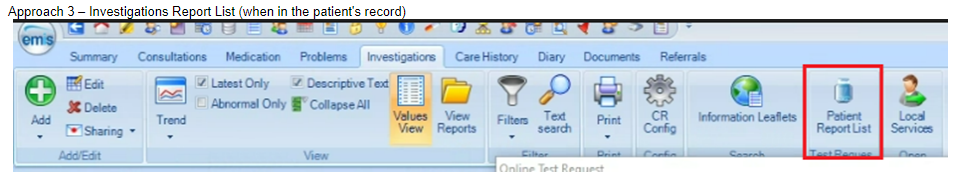 Approach 3 – Investigations Report List (when in the patient's record)
emis
Summary Consultations Medication Problems Investigations Care History Diary Documents Referrals
Add
Edit
Delete
Sharing
Add/Edit
Trend
Latest Only
Abnormal Only
Descriptive Text
Collapse All
Values
View
View
Reports
View
Filters
Text
search
Filter
Print
Print
CR
Config
Config
Information Leaflets
Search
Patient
Report List
Test Reques
Local
Services
Open
Online Test Request